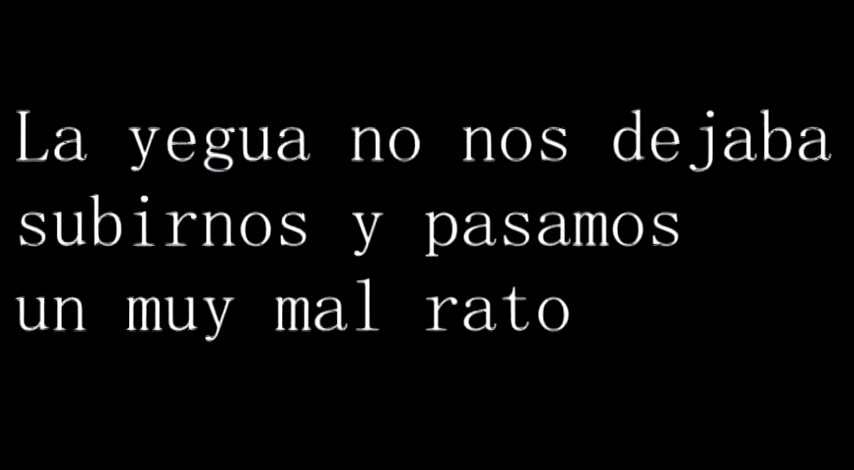 La yegua no nos dejaba
subirnos y pasamos
un muy mal rato